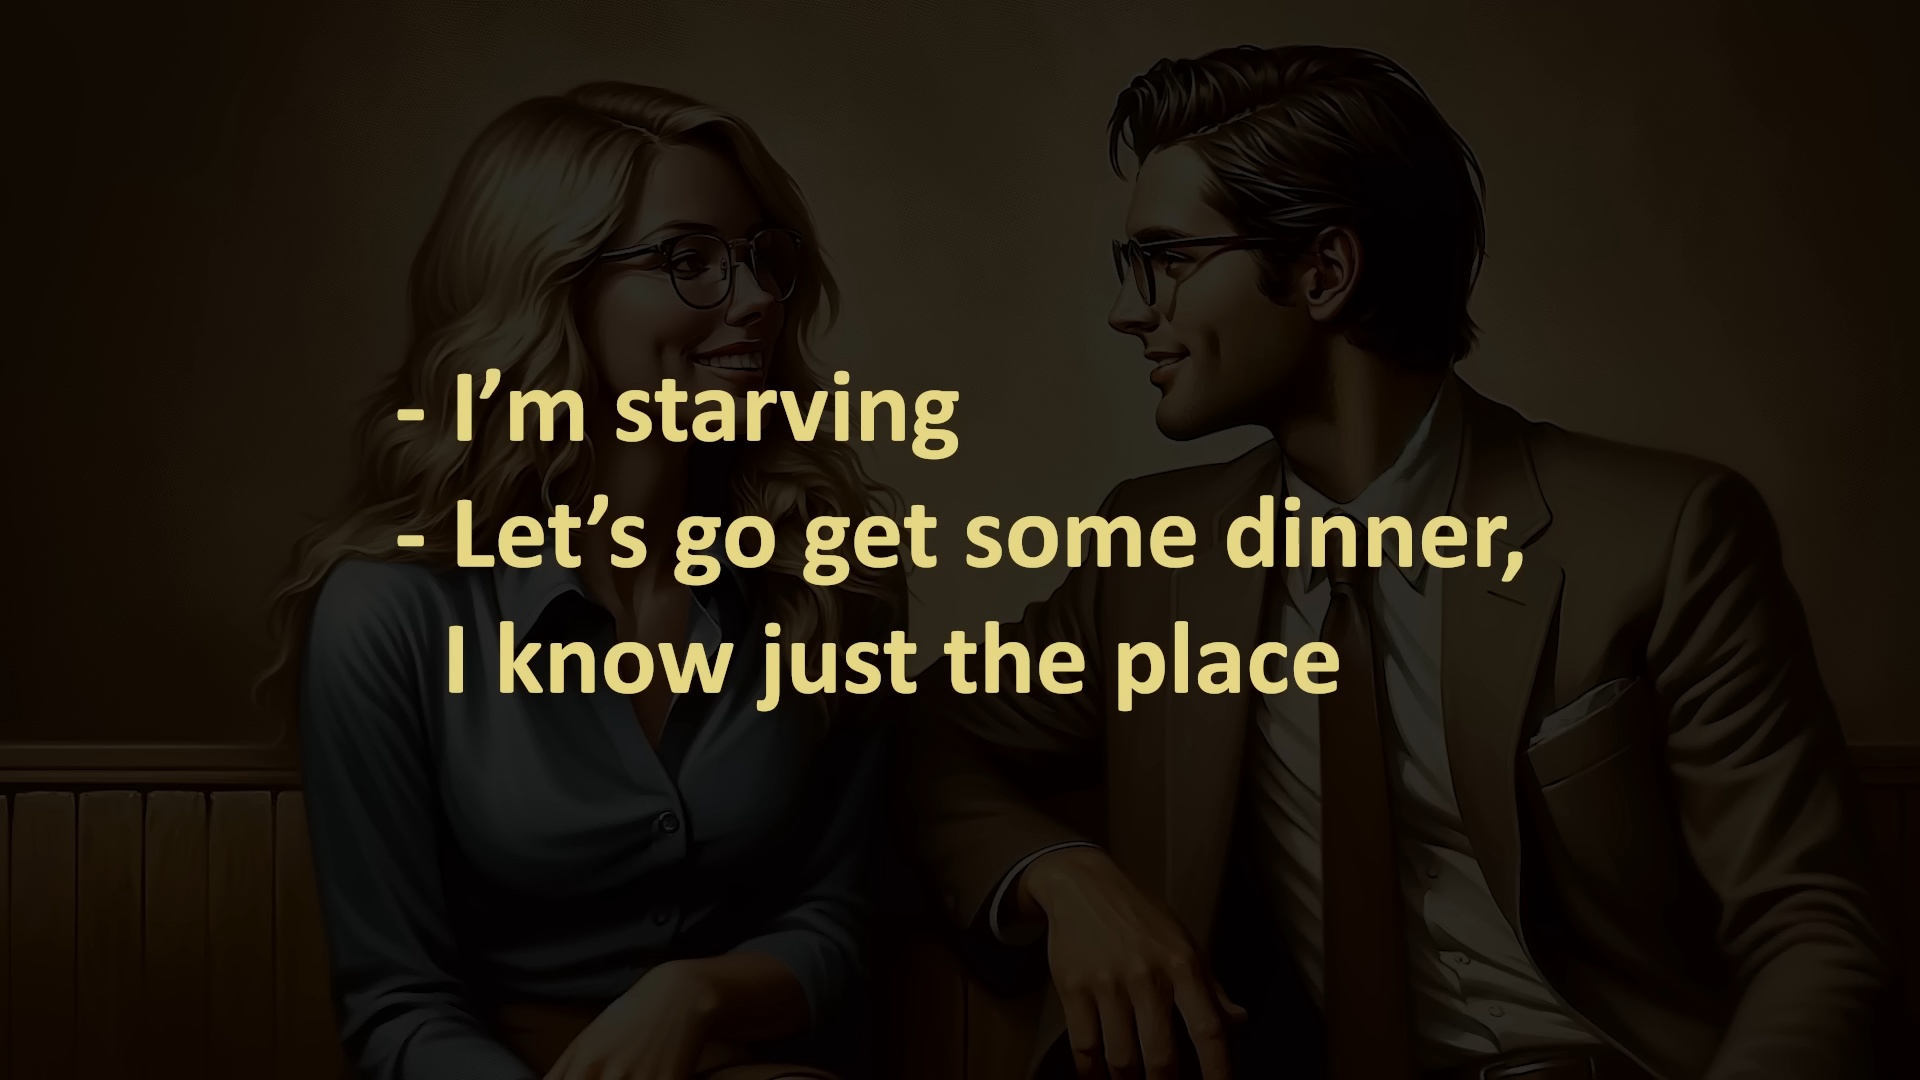 - I’m starving
- Let’s go get some dinner,
I know just the place